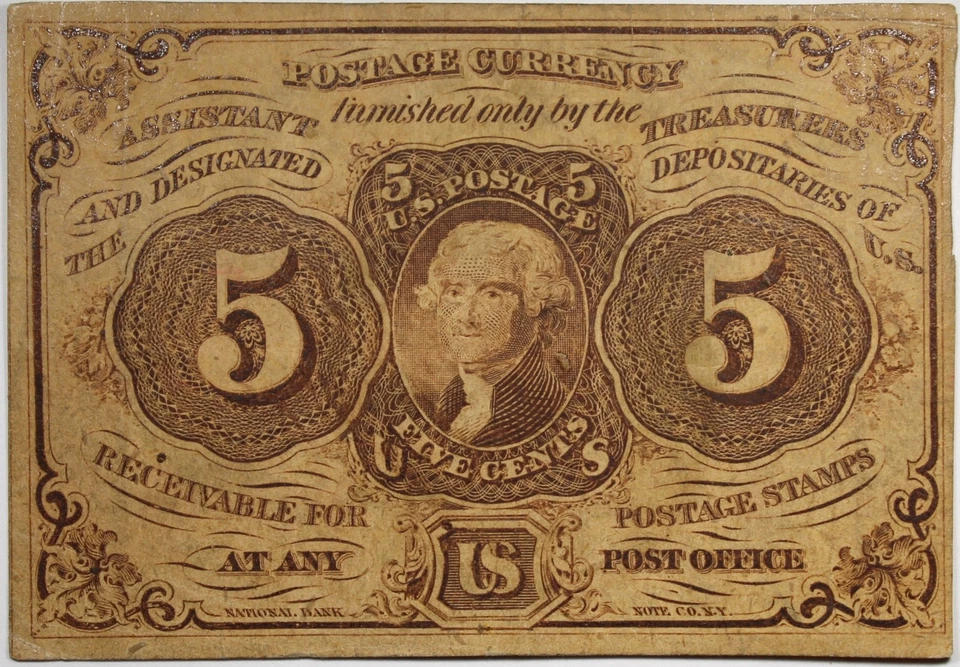 POSTAGE CURRENCY
furnished only by the
ASSISTANT TREASURERS
AND DESIGNATED DEPOSITARIES OF
THE U.S.
5 5
U.S. POSTAGE
5 5
FIVE CENTS
U S
RECEIVABLE FOR POSTAGE STAMPS
AT ANY POST OFFICE
US
NATIONAL BANK NOTE CO. N.Y.